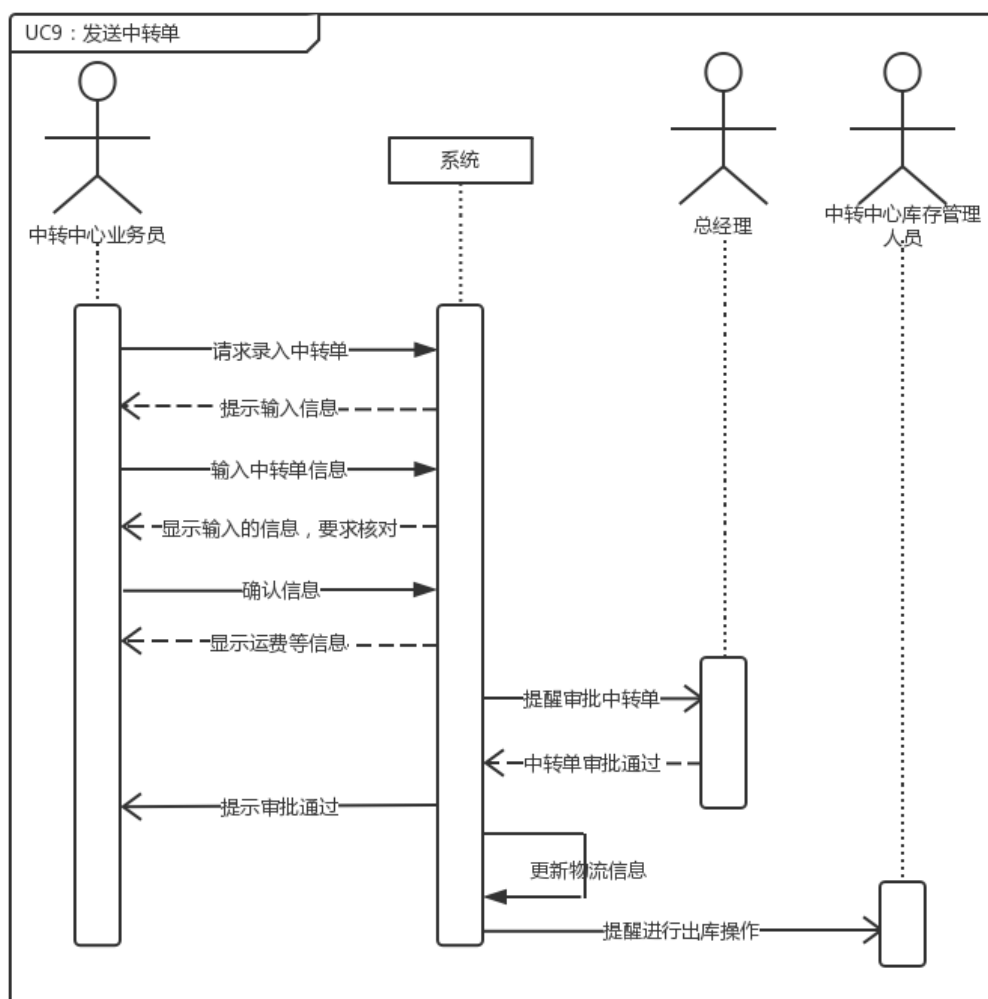 UC9：发送中转单
系统
中转中心业务员
总经理
中转中心库存管理
人员
请求录入中转单
提示输入信息
输入中转单信息
显示输入的信息，要求核对
确认信息
显示运费等信息
提醒审批中转单
中转单审批通过
提示审批通过
更新物流信息
提醒进行出库操作